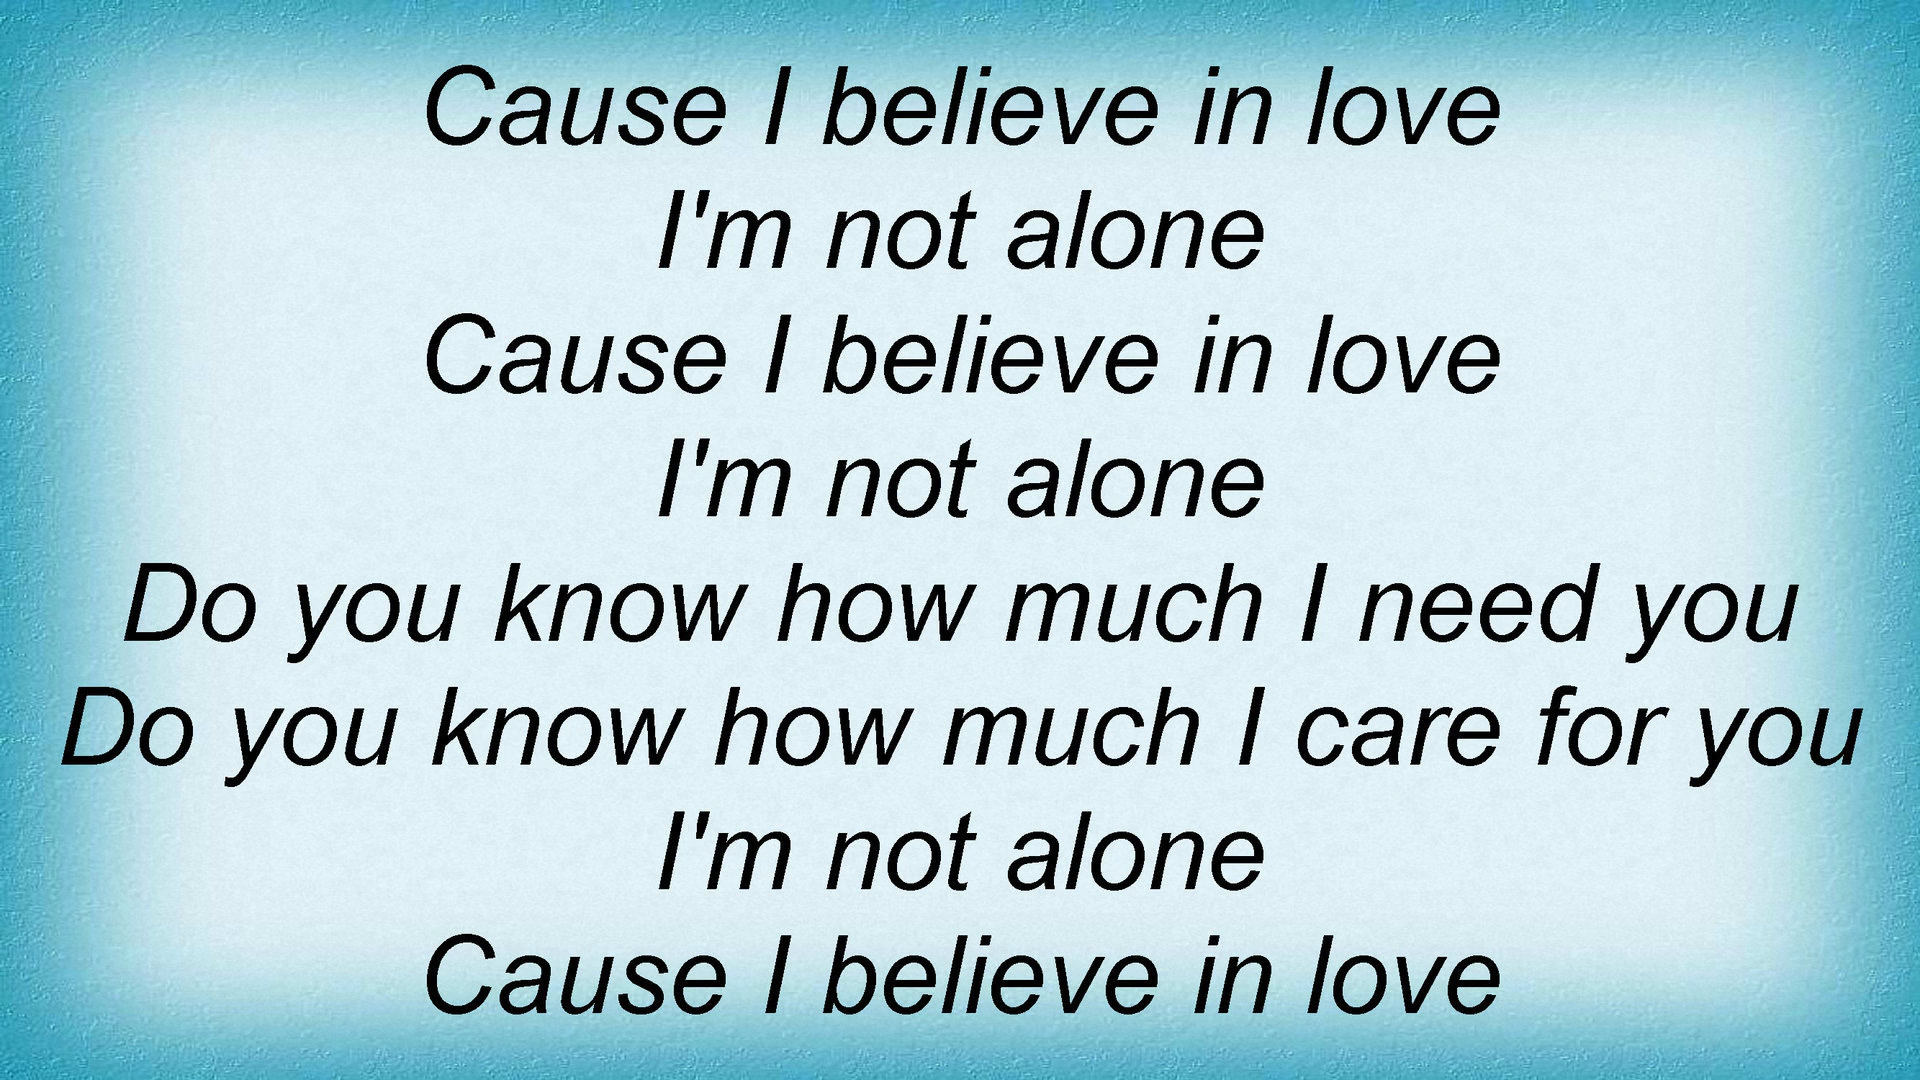 Cause I believe in love
I'm not alone
Cause I believe in love
I'm not alone
Do you know how much I need you
Do you know how much I care for you
I'm not alone
Cause I believe in love